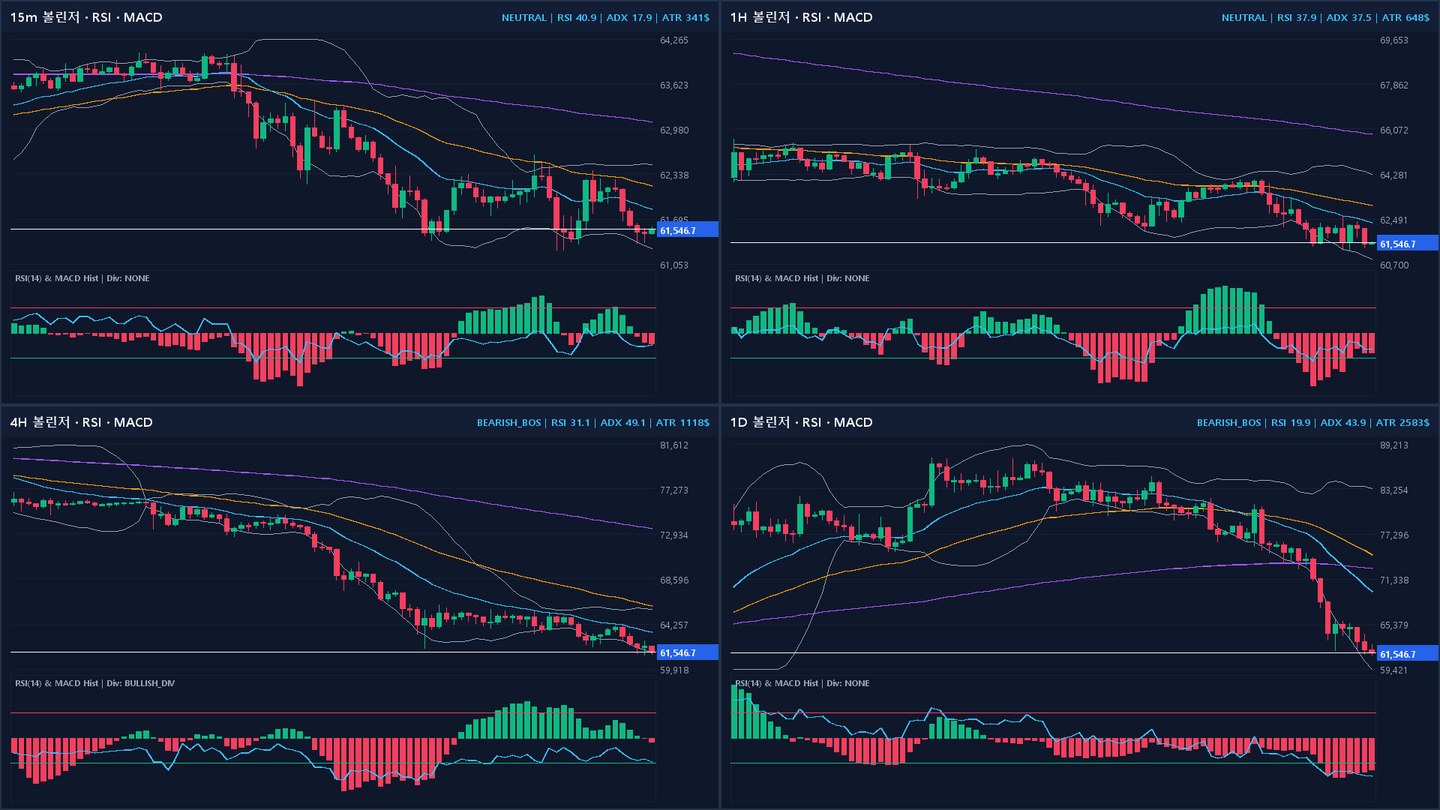 15m 볼린저 · RSI · MACD
NEUTRAL | RSI 40.9 | ADX 17.9 | ATR 341$
64,265
63,623
62,980
62,338
61,695
61,546.7
61,053
RSI(14) & MACD Hist | Div: NONE
1H 볼린저 · RSI · MACD
NEUTRAL | RSI 37.9 | ADX 37.5 | ATR 648$
69,653
67,862
66,072
64,281
62,491
61,546.7
60,700
RSI(14) & MACD Hist | Div: NONE
4H 볼린저 · RSI · MACD
BEARISH_BOS | RSI 31.1 | ADX 49.1 | ATR 1118$
81,612
77,273
72,934
68,596
64,257
61,546.7
59,918
RSI(14) & MACD Hist | Div: BULLISH_DIV
1D 볼린저 · RSI · MACD
BEARISH_BOS | RSI 19.9 | ADX 43.9 | ATR 2583$
89,213
83,254
77,296
71,338
65,379
61,546.7
59,421
RSI(14) & MACD Hist | Div: NONE